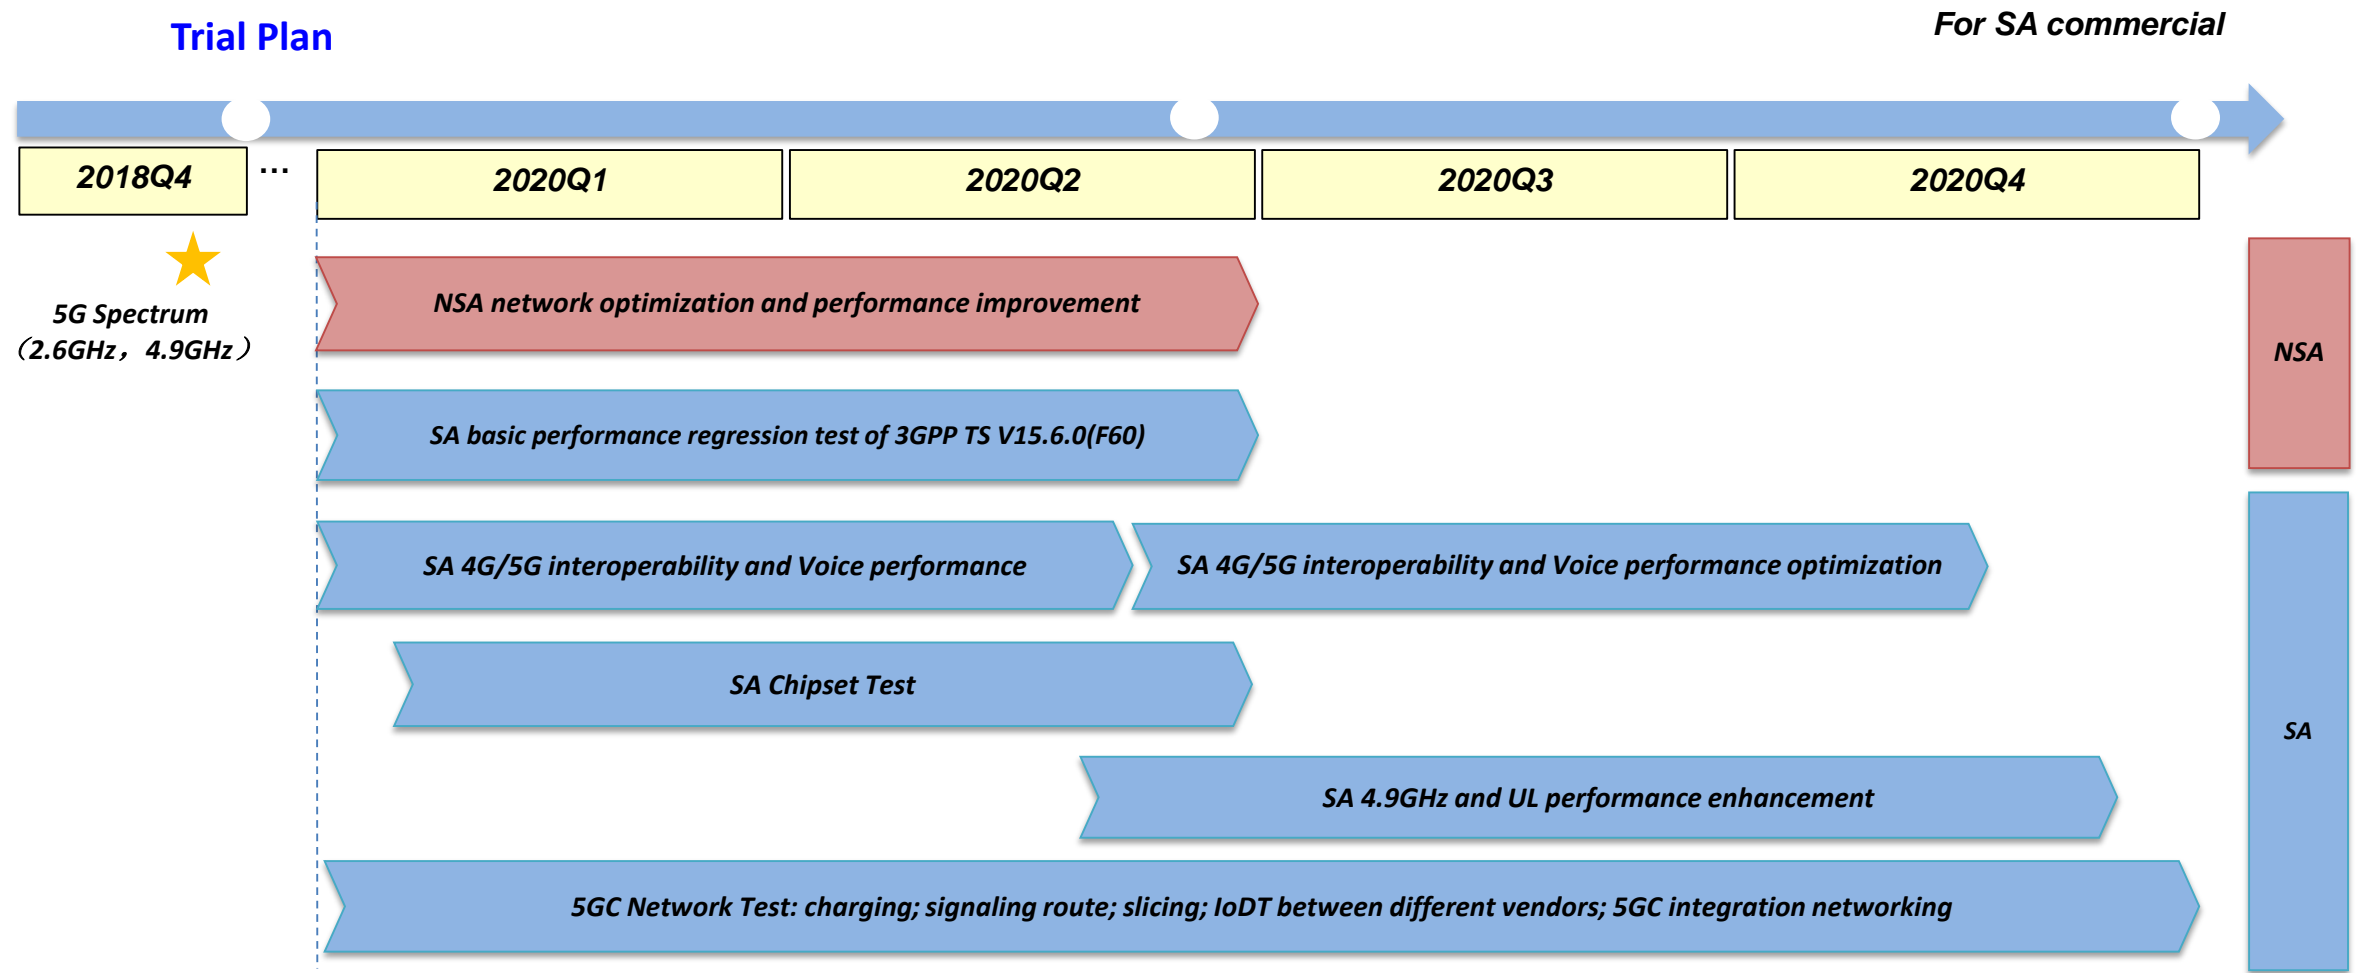 Trial Plan
For SA commercial
2018Q4
...
2020Q1
2020Q2
2020Q3
2020Q4
5G Spectrum
（2.6GHz，4.9GHz）
NSA network optimization and performance improvement
NSA
SA basic performance regression test of 3GPP TS V15.6.0(F60)
SA 4G/5G interoperability and Voice performance
SA 4G/5G interoperability and Voice performance optimization
SA Chipset Test
SA
SA 4.9GHz and UL performance enhancement
5GC Network Test: charging; signaling route; slicing; IoDT between different vendors; 5GC integration networking